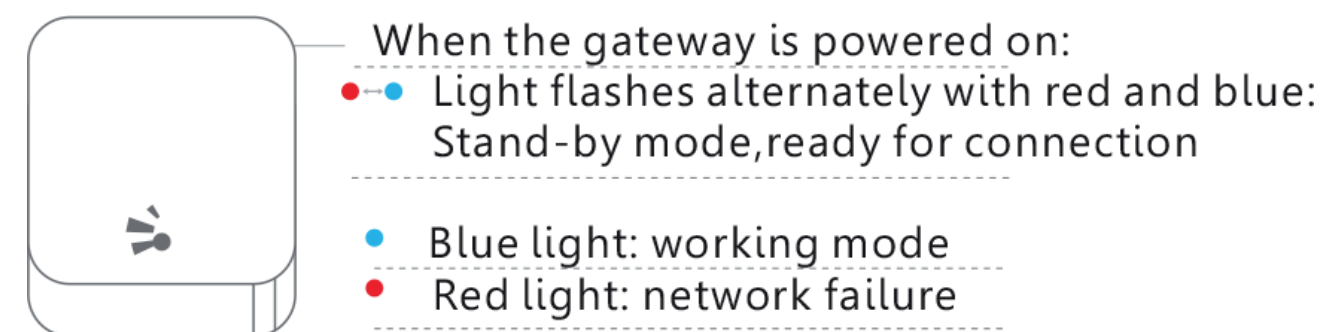 When the gateway is powered on:
Light flashes alternately with red and blue:
Stand-by mode,ready for connection
Blue light: working mode
Red light: network failure